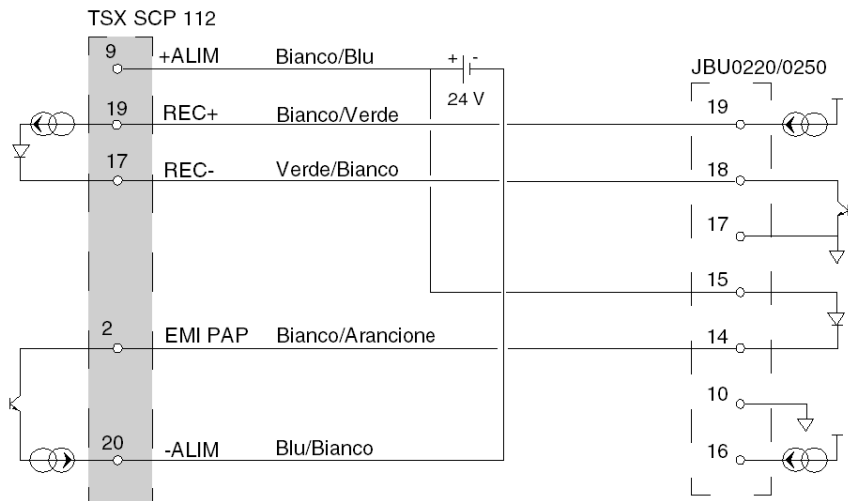 TSX SCP 112
9 +ALIM Bianco/Blu + -
24 V
JBU0220/0250
19 REC+ Bianco/Verde 19
17 REC- Verde/Bianco 18
17
15
2 EMI PAP Bianco/Arancione 14
10
20 -ALIM Blu/Bianco 16